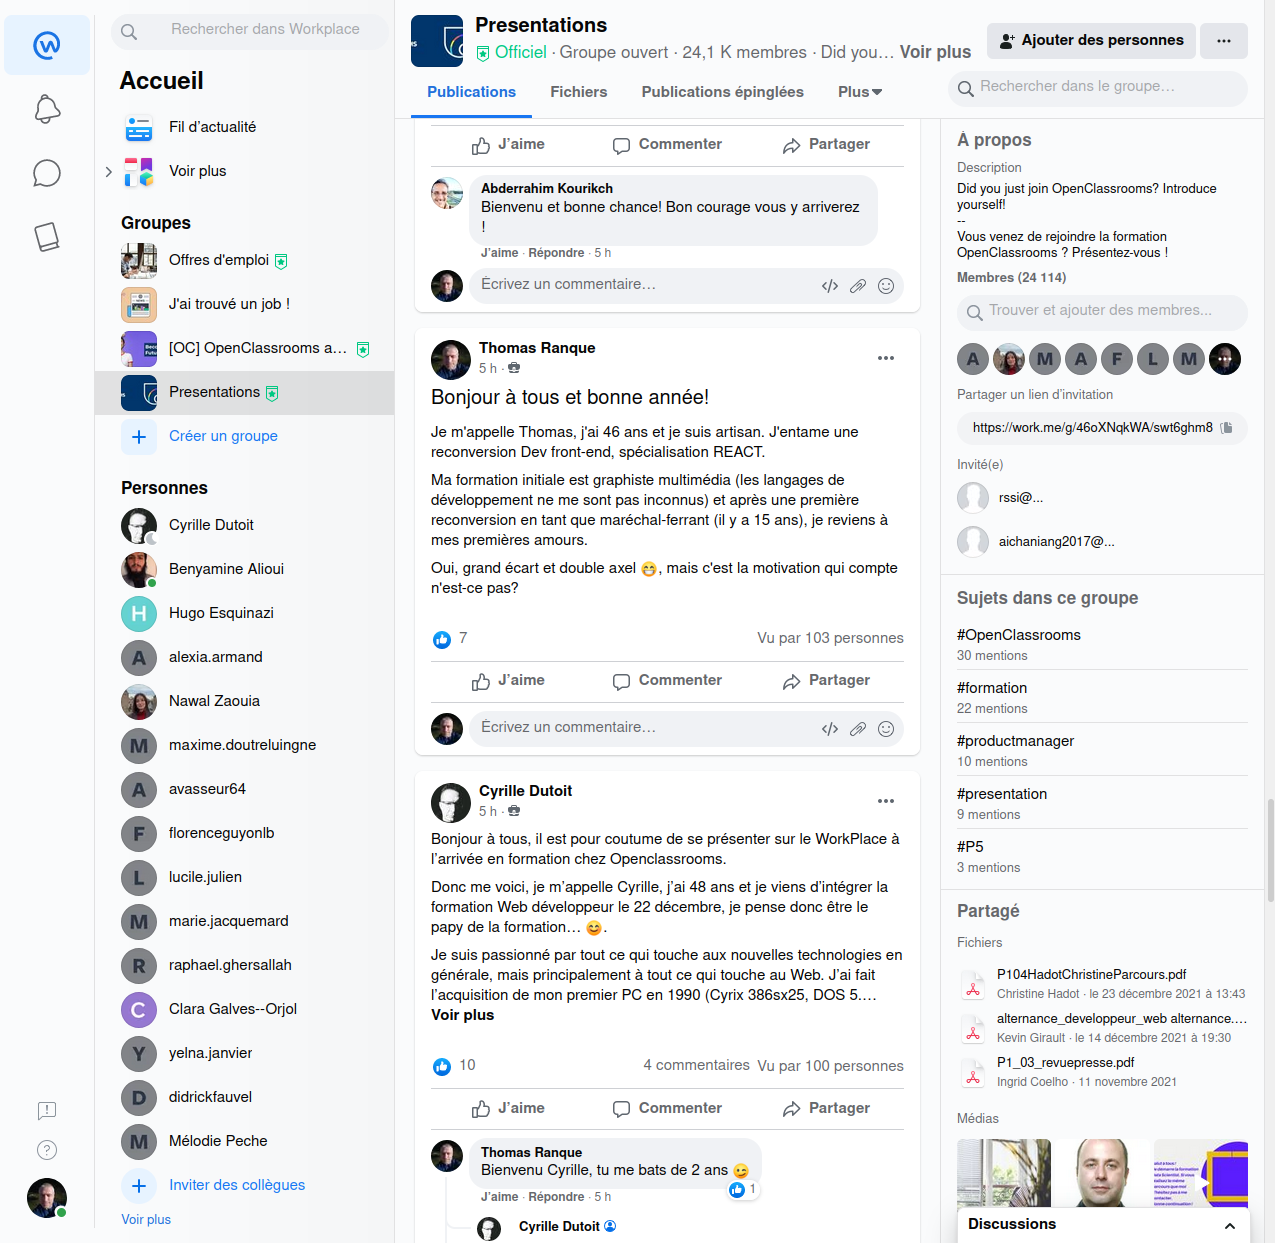 Rechercher dans Workplace
Accueil
Fil d’actualité
Voir plus
Groupes
Offres d'emploi
J'ai trouvé un job !
[OC] OpenClassrooms a…
Presentations
Créer un groupe
Personnes
Cyrille Dutoit
Benyamine Alioui
H Hugo Esquinazi
A alexia.armand
Nawal Zaouia
M maxime.doutreluingne
A avasseur64
F florenceguyonlb
L lucile.julien
M marie.jacquemard
R raphael.ghersallah
C Clara Galves--Orjol
Y yelna.janvier
D didrickfauvel
M Mélodie Peche
Inviter des collègues
Voir plus
Presentations
Officiel · Groupe ouvert · 24,1 K membres · Did you… Voir plus
Ajouter des personnes
Publications Fichiers Publications épinglées Plus
Rechercher dans le groupe…
J’aime Commenter Partager
Abderrahim Kourikch
Bienvenu et bonne chance! Bon courage vous y arriverez
!
J’aime · Répondre · 5 h
Écrivez un commentaire…
Thomas Ranque
5 h ·
Bonjour à tous et bonne année!
Je m'appelle Thomas, j'ai 46 ans et je suis artisan. J'entame une
reconversion Dev front-end, spécialisation REACT.
Ma formation initiale est graphiste multimédia (les langages de
développement ne me sont pas inconnus) et après une première
reconversion en tant que maréchal-ferrant (il y a 15 ans), je reviens à
mes premières amours.
Oui, grand écart et double axel 😁, mais c'est la motivation qui compte
n'est-ce pas?
7 Vu par 103 personnes
J’aime Commenter Partager
Écrivez un commentaire…
Cyrille Dutoit
5 h ·
Bonjour à tous, il est pour coutume de se présenter sur le WorkPlace à
l’arrivée en formation chez Openclassrooms.
Donc me voici, je m’appelle Cyrille, j’ai 48 ans et je viens d’intégrer la
formation Web développeur le 22 décembre, je pense donc être le
papy de la formation… 😊.
Je suis passionné par tout ce qui touche aux nouvelles technologies en
générale, mais principalement à tout ce qui touche au Web. J’ai fait
l’acquisition de mon premier PC en 1990 (Cyrix 386sx25, DOS 5.…
Voir plus
10 4 commentaires Vu par 100 personnes
J’aime Commenter Partager
Thomas Ranque
Bienvenu Cyrille, tu me bats de 2 ans 😉
J’aime · Répondre · 5 h 1
Cyrille Dutoit
À propos
Description
Did you just join OpenClassrooms? Introduce
yourself!
--
Vous venez de rejoindre la formation
OpenClassrooms ? Présentez-vous !
Membres (24 114)
Trouver et ajouter des membres...
A M A F L M
Partager un lien d’invitation
https://work.me/g/46oXNqkWA/swt6ghm8
Invité(e)
rssi@...
aichaniang2017@...
Sujets dans ce groupe
#OpenClassrooms
30 mentions
#formation
22 mentions
#productmanager
10 mentions
#presentation
9 mentions
#P5
3 mentions
Partagé
Fichiers
P104HadotChristineParcours.pdf
Christine Hadot · le 23 décembre 2021 à 13:43
alternance_developpeur_web alternance.…
Kevin Girault · le 14 décembre 2021 à 19:30
P1_03_revuepresse.pdf
Ingrid Coelho · 11 novembre 2021
Médias
Discussions